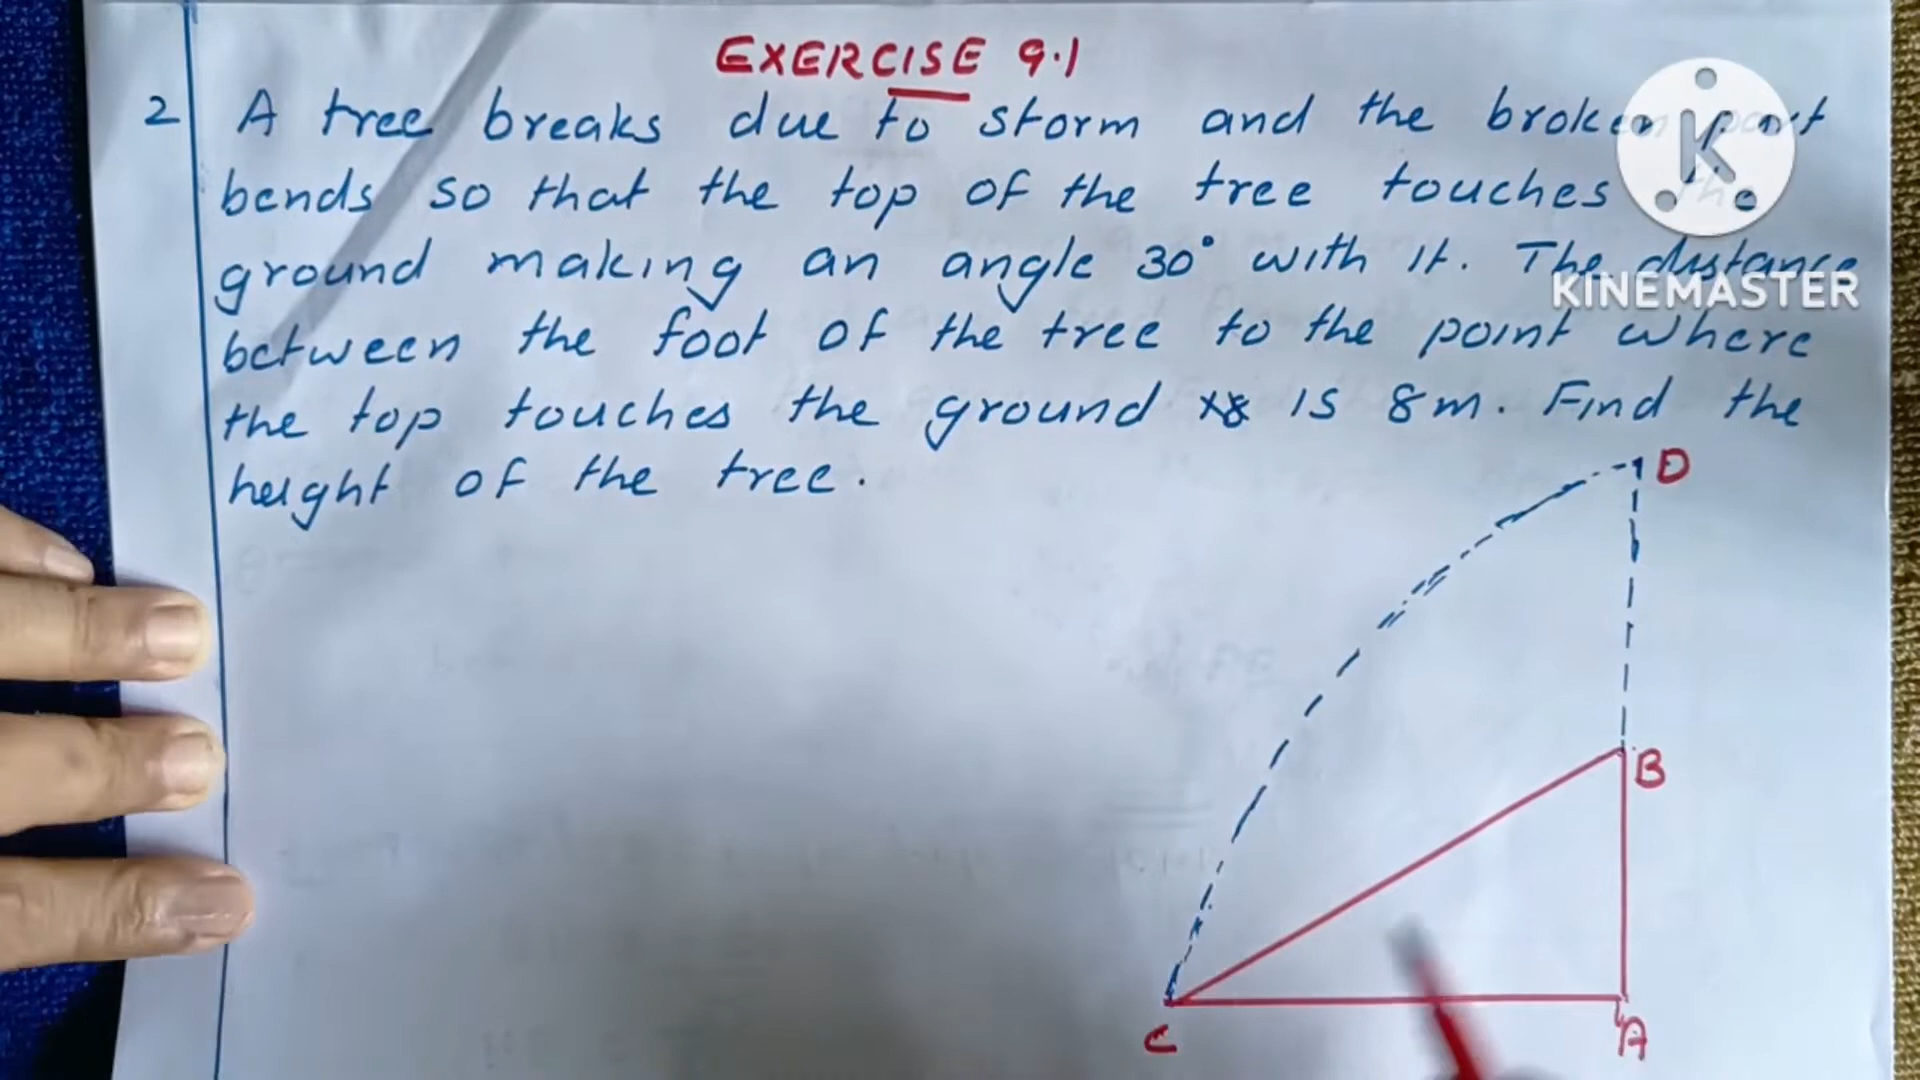 EXERCISE 9.1
2 A tree breaks due to storm and the broken part
bends so that the top of the tree touches the
ground making an angle 30° with it. The distance
between the foot of the tree to the point where
the top touches the ground is 8m. Find the
height of the tree.
K
KINEMASTER
D
B
C
A